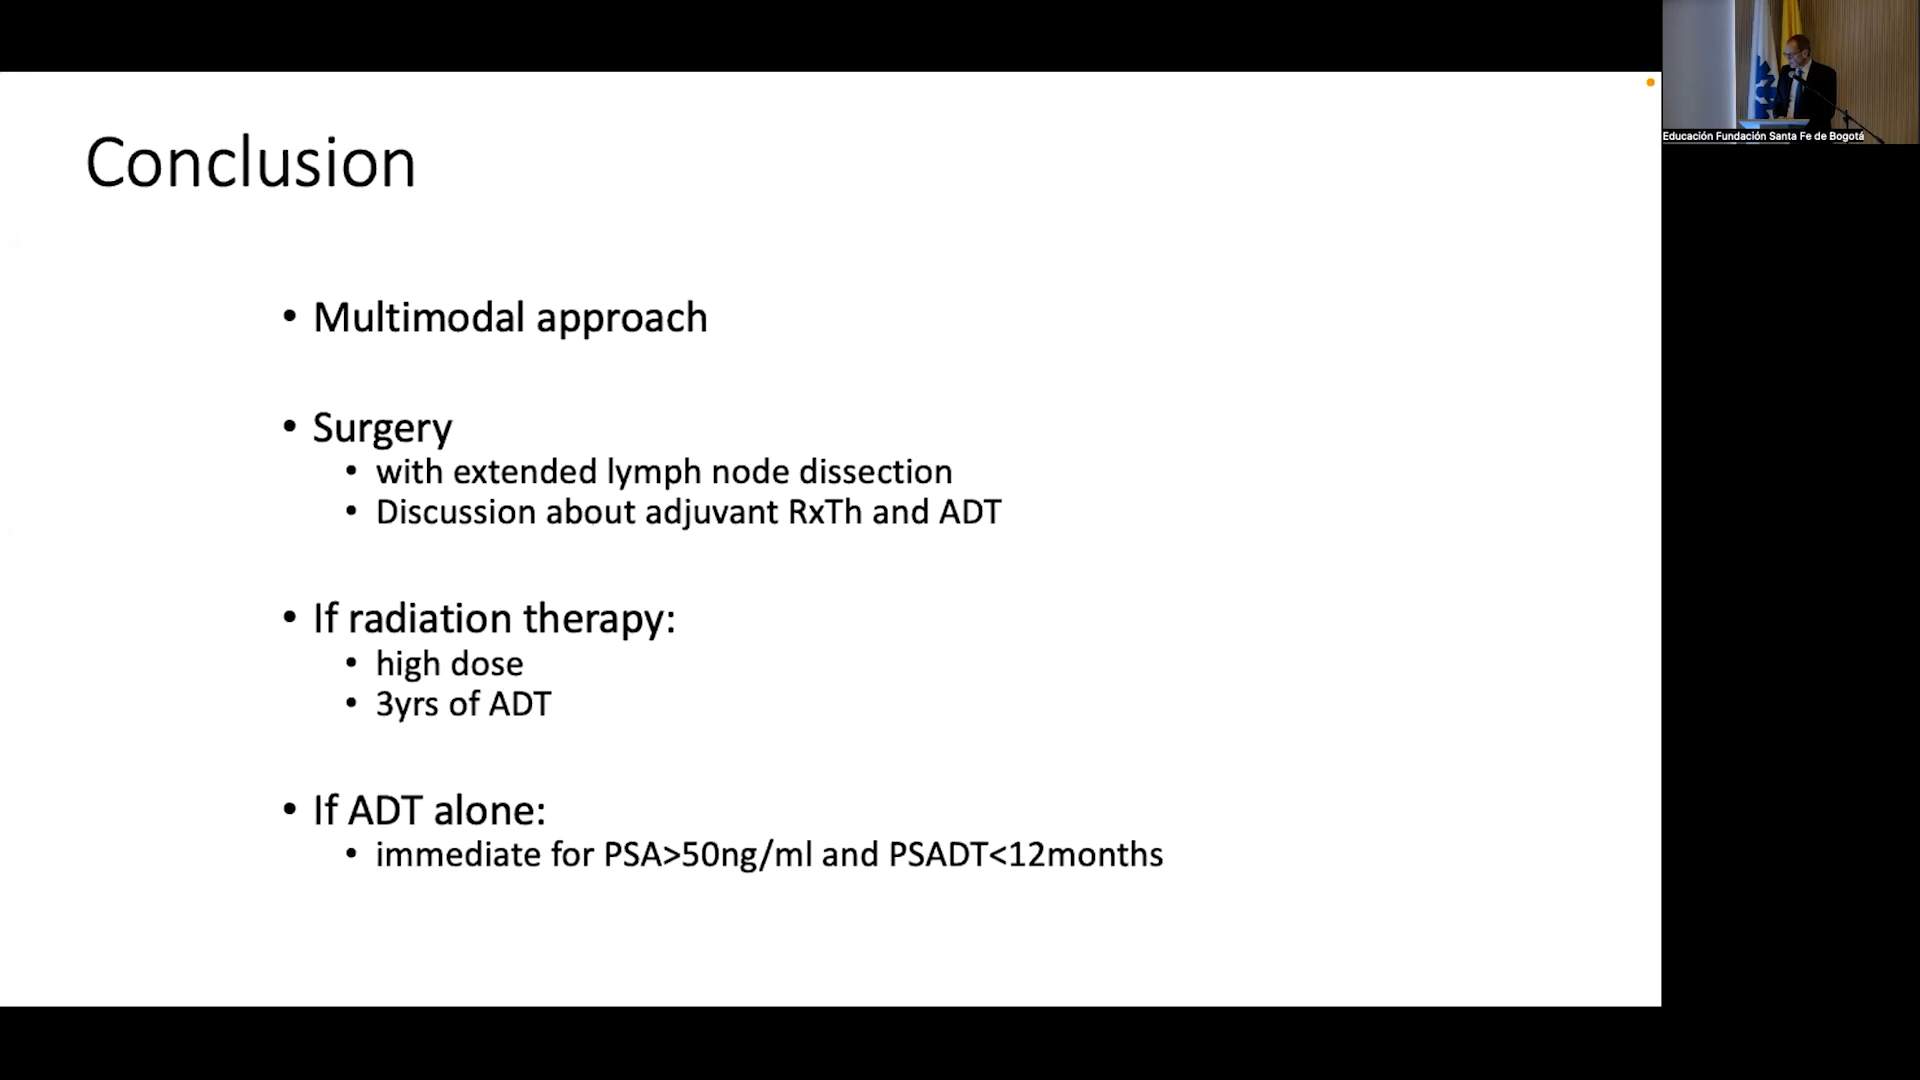 Conclusion
• Multimodal approach
• Surgery
• with extended lymph node dissection
• Discussion about adjuvant RxTh and ADT
• If radiation therapy:
• high dose
• 3yrs of ADT
• If ADT alone:
• immediate for PSA>50ng/ml and PSADT<12months
Educación Fundación Santa Fe de Bogotá